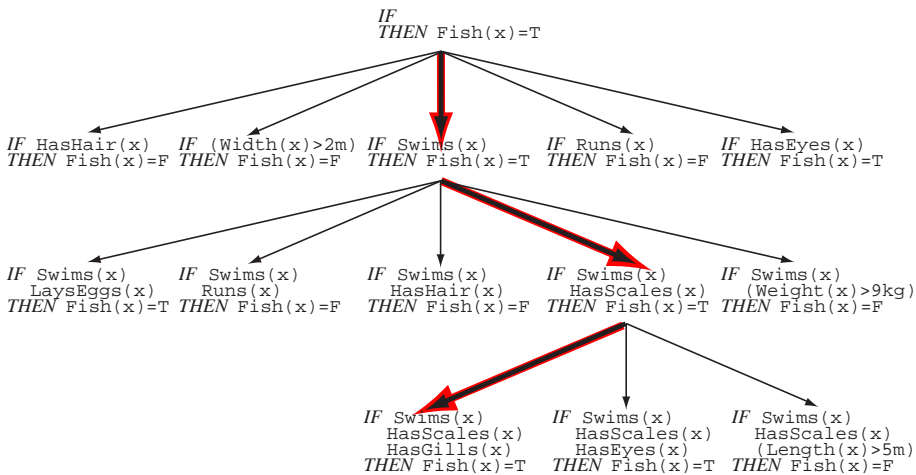 IF
THEN Fish(x)=T
IF HasHair(x)
THEN Fish(x)=F
IF (Width(x)>2m)
THEN Fish(x)=F
IF Swims(x)
THEN Fish(x)=T
IF Runs(x)
THEN Fish(x)=F
IF HasEyes(x)
THEN Fish(x)=T
IF Swims(x)
LaysEggs(x)
THEN Fish(x)=T
IF Swims(x)
Runs(x)
THEN Fish(x)=F
IF Swims(x)
HasHair(x)
THEN Fish(x)=F
IF Swims(x)
HasScales(x)
THEN Fish(x)=T
IF Swims(x)
(Weight(x)>9kg)
THEN Fish(x)=F
IF Swims(x)
HasScales(x)
HasGills(x)
THEN Fish(x)=T
IF Swims(x)
HasScales(x)
HasEyes(x)
THEN Fish(x)=T
IF Swims(x)
HasScales(x)
(Length(x)>5m)
THEN Fish(x)=F